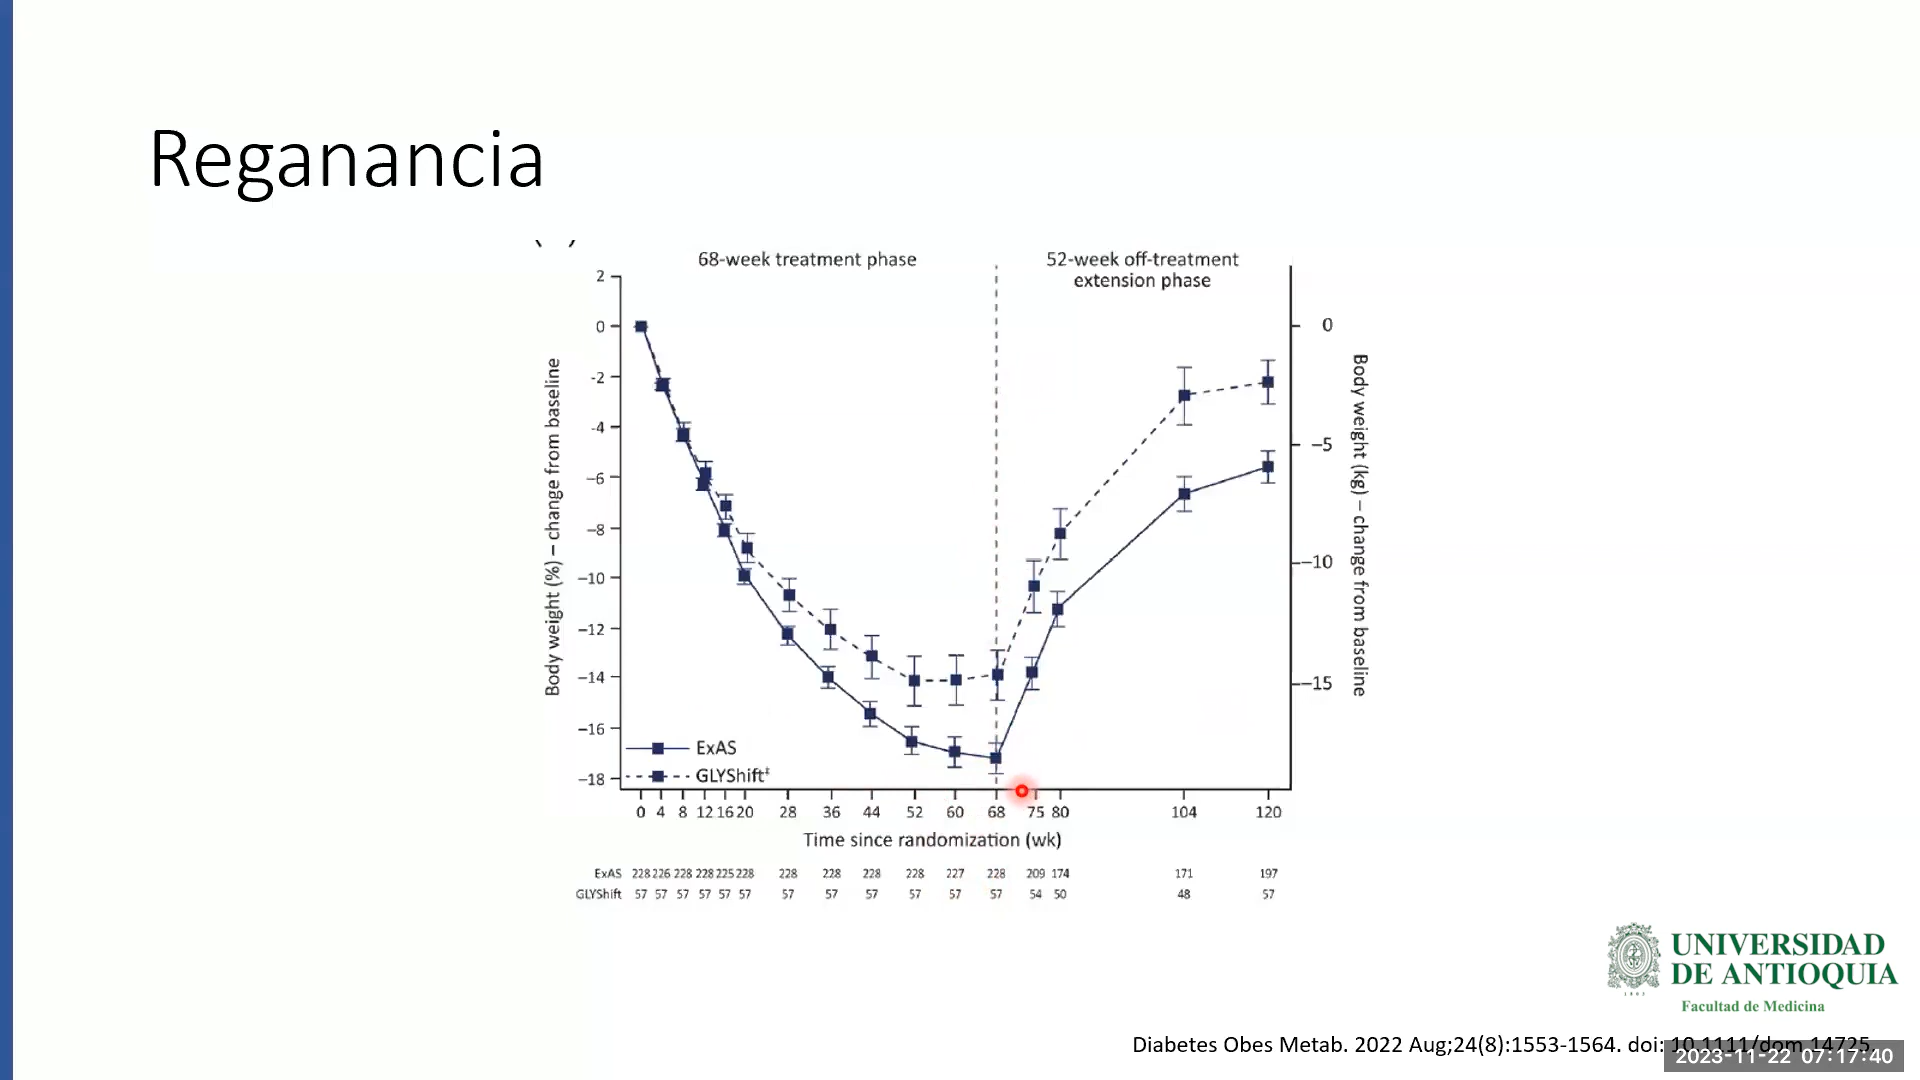 Reganancia
68-week treatment phase
52-week off-treatment
extension phase
Body weight (%) – change from baseline
2
0
-2
-4
–6
–8
–10
–12
–14
–16
–18
0
–5
–10
–15
Body weight (kg) – change from baseline
ExAS
GLYShift‡
0 4 8 12 16 20 28 36 44 52 60 68 75 80 104 120
Time since randomization (wk)
ExAS 228 226 228 228 225 228 228 228 228 228 227 228 209 174 171 197
GLYShift 57 57 57 57 57 57 57 57 57 57 57 57 54 50 48 57
UNIVERSIDAD
DE ANTIOQUIA
1803
Facultad de Medicina
Diabetes Obes Metab. 2022 Aug;24(8):1553-1564. doi: 10.1111/dom.14725.
2023-11-22 07:17:40